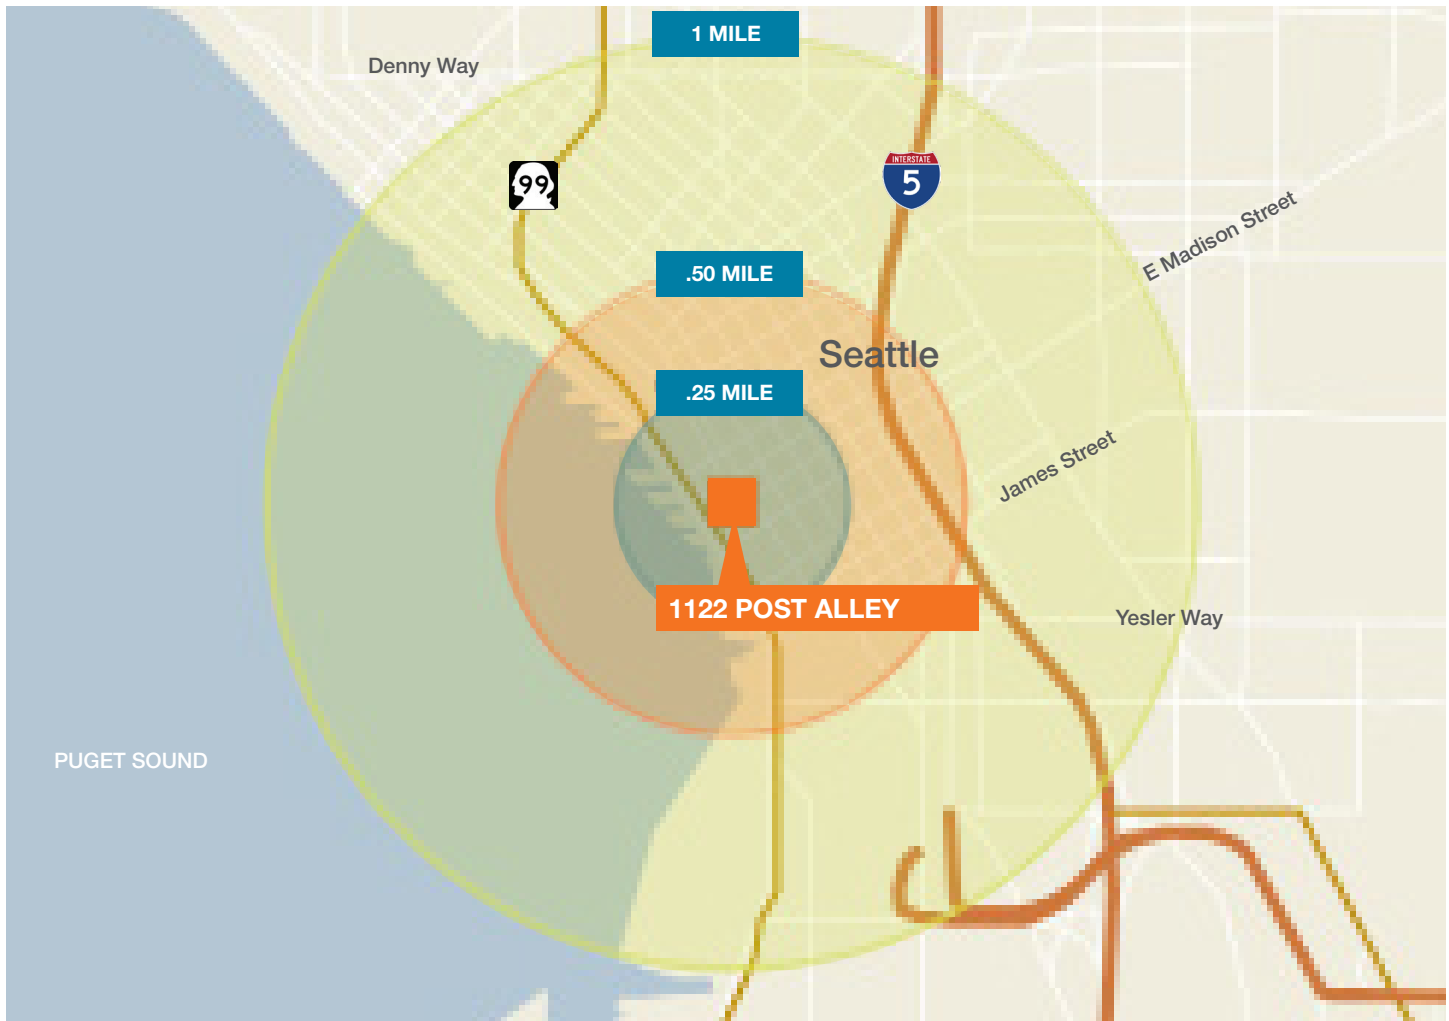 1 MILE
Denny Way
INTERSTATE
99
5
E Madison Street
.50 MILE
Seattle
.25 MILE
James Street
1122 POST ALLEY
Yesler Way
PUGET SOUND